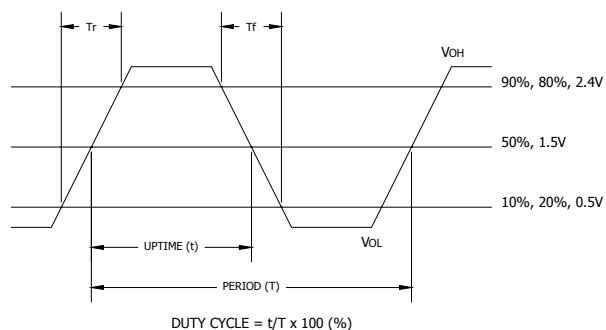 Tr
Tf
VOH
90%, 80%, 2.4V
50%, 1.5V
10%, 20%, 0.5V
UPTIME (t)
VOL
PERIOD (T)
DUTY CYCLE = t/T x 100 (%)